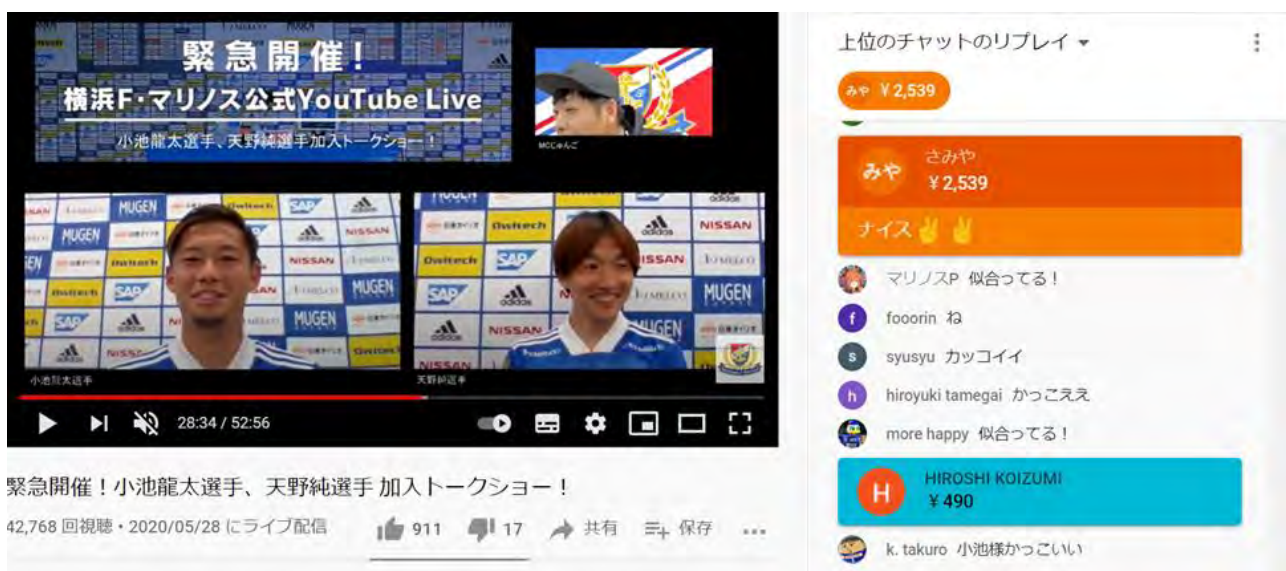 緊急開催！
横浜F・マリノス公式YouTube Live
小池龍太選手、天野純選手加入トークショー！
MCじゅんご
MUGEN
SAP
adidas
NISSAN
Owltech
小池龍太選手
天野純選手
28:34 / 52:56
緊急開催！小池龍太選手、天野純選手 加入トークショー！
42,768 回視聴・2020/05/28 にライブ配信
911
17
共有
保存
上位のチャットのリプレイ
みや ￥2,539
みや
さみや
￥2,539
ナイス✌✌
マリノスP 似合ってる！
f fooorin ね
s syusyu カッコイイ
h hiroyuki tamegai かっこええ
more happy 似合ってる！
H
HIROSHI KOIZUMI
￥490
k. takuro 小池様かっこいい